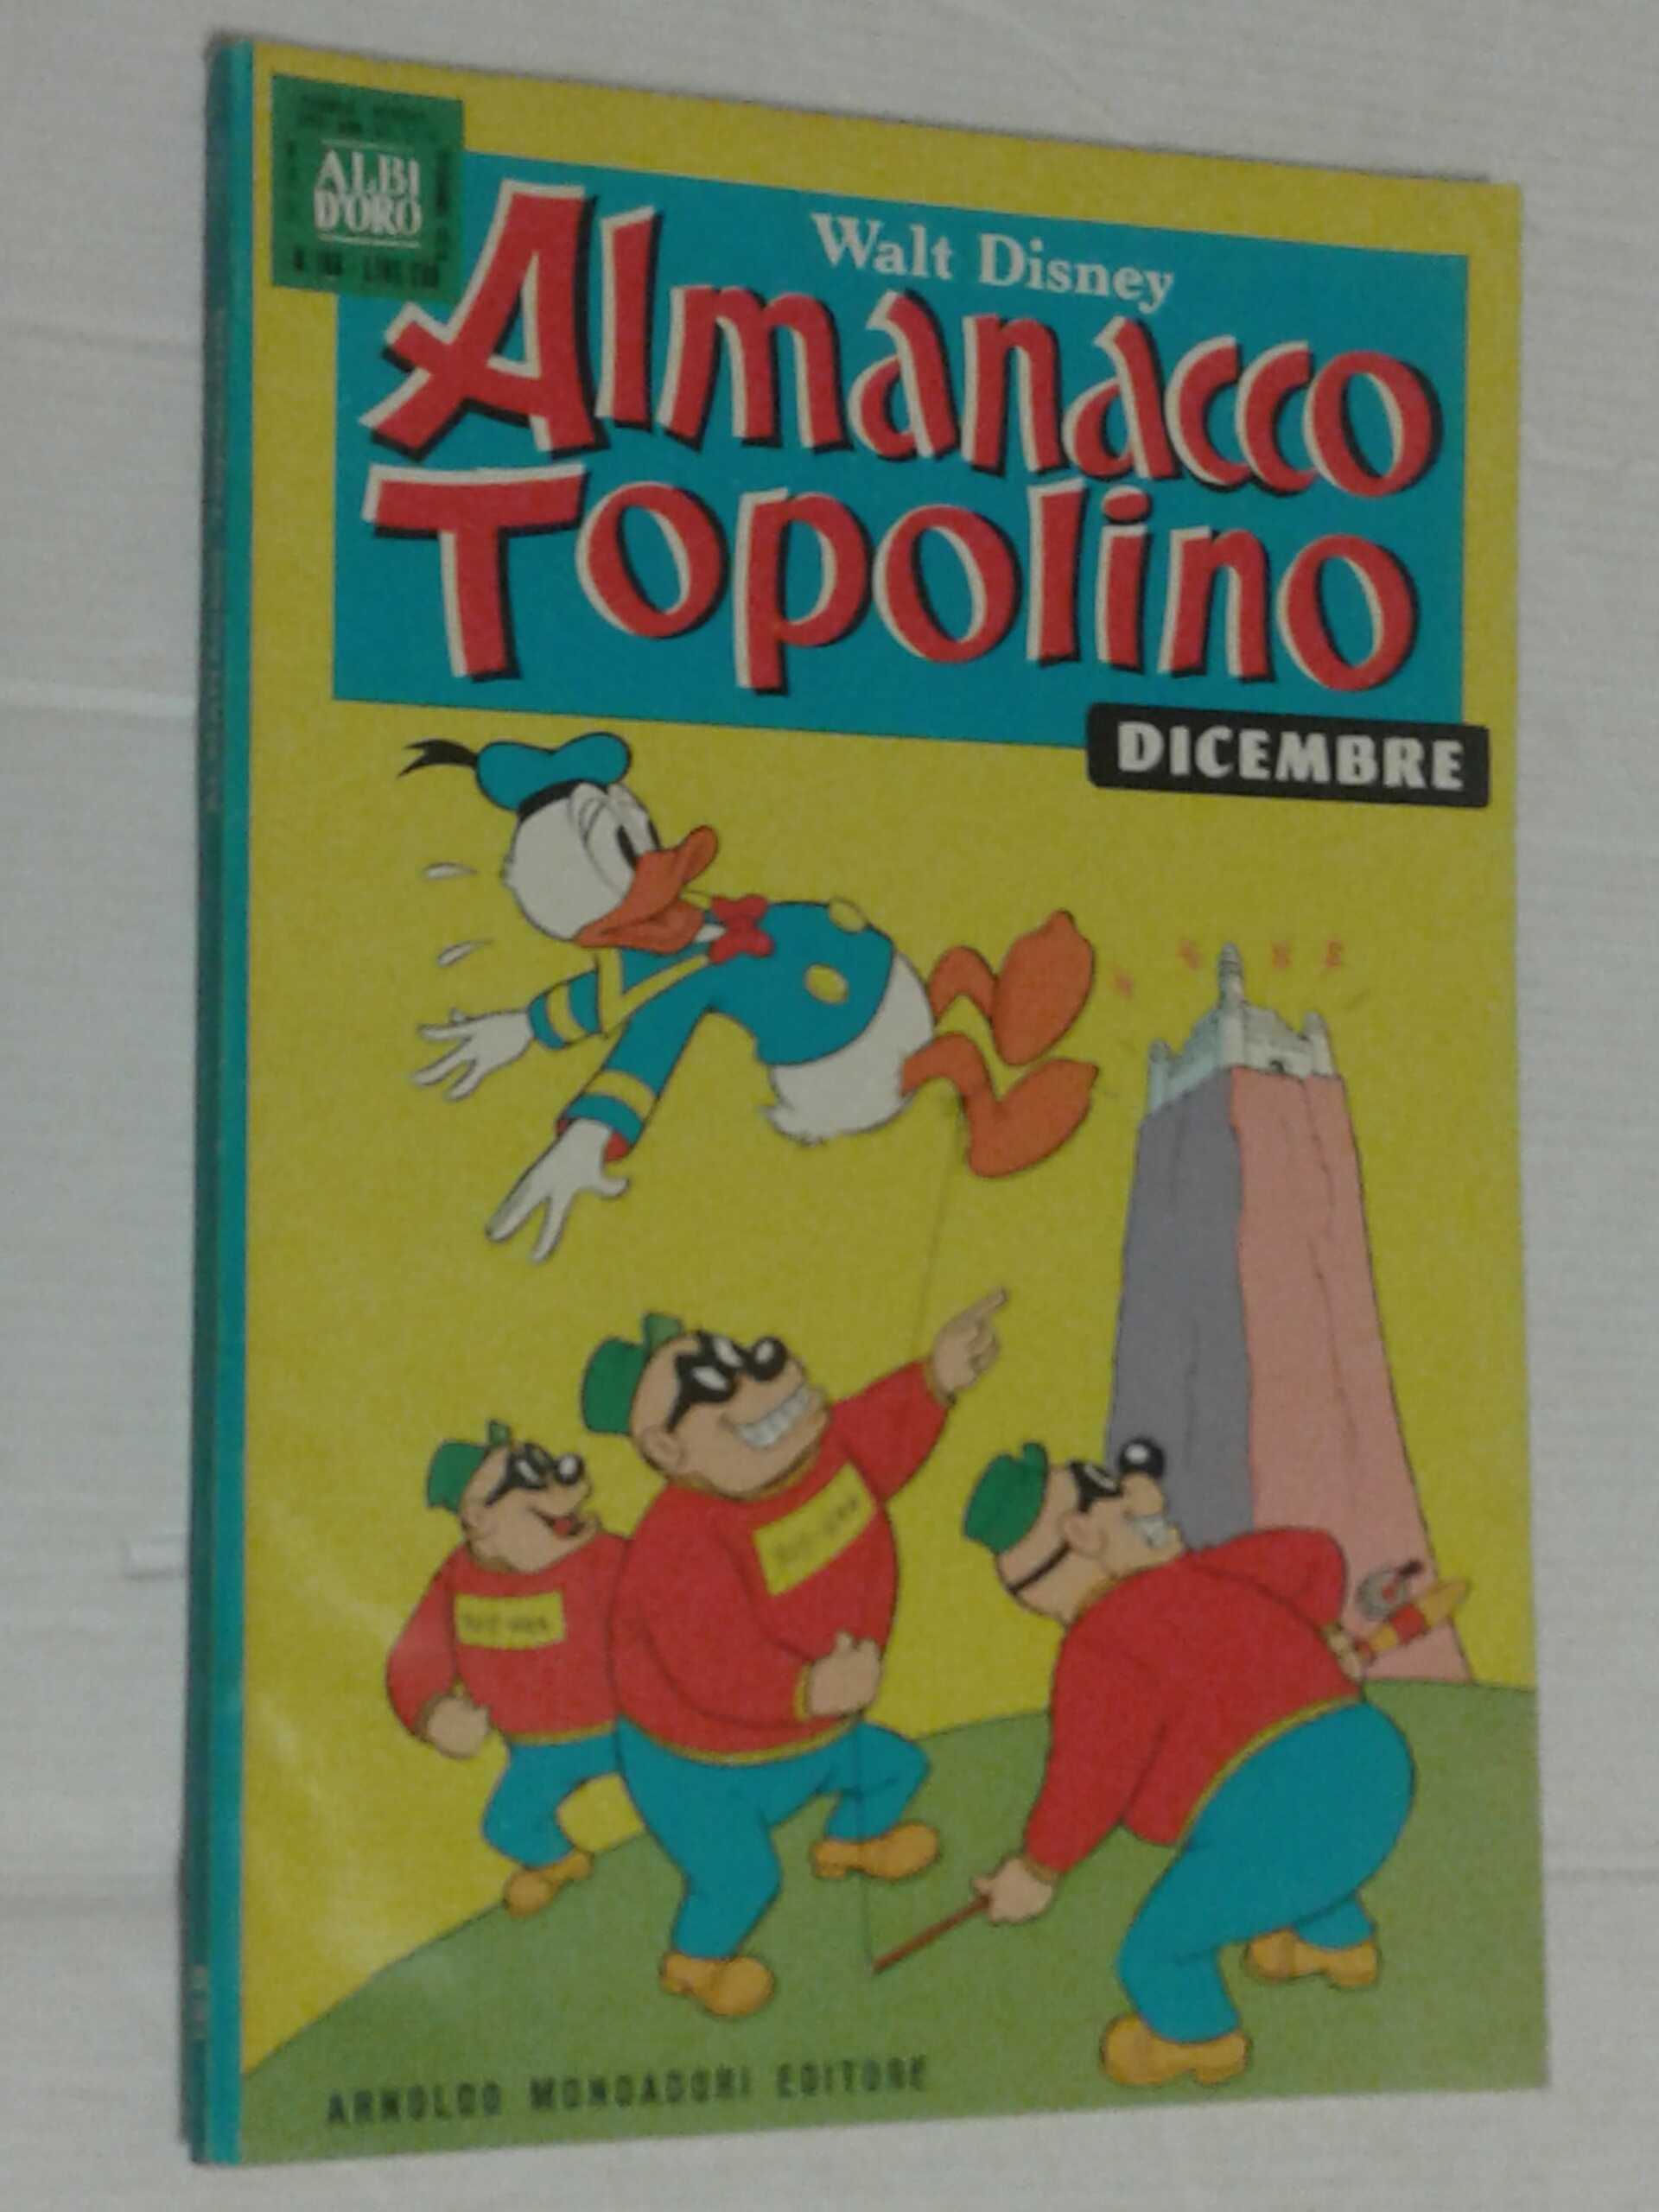 ALBI
D'ORO
Walt Disney
Almanacco
Topolino
DICEMBRE
ARNOLDO MONDADORI EDITORE